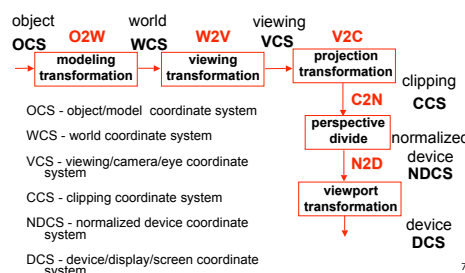 object
OCS
O2W
world
WCS
W2V
viewing
VCS
V2C
modeling
transformation
viewing
transformation
projection
transformation
clipping
CCS
C2N
perspective
divide
normalized
device
NDCS
N2D
viewport
transformation
device
DCS
OCS - object/model coordinate system
WCS - world coordinate system
VCS - viewing/camera/eye coordinate
system
CCS - clipping coordinate system
NDCS - normalized device coordinate
system
DCS - device/display/screen coordinate
system
7